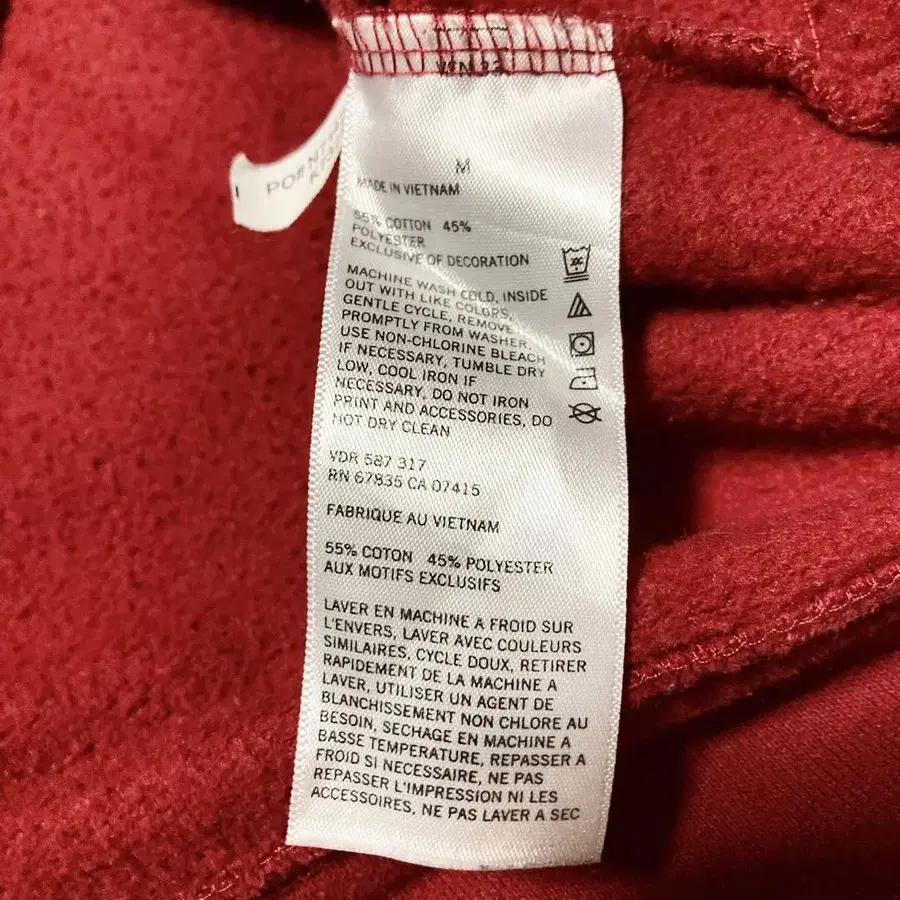 PO#
M
MADE IN VIETNAM
55% COTTON 45%
POLYESTER
EXCLUSIVE OF DECORATION
MACHINE WASH COLD, INSIDE
OUT WITH LIKE COLORS,
GENTLE CYCLE, REMOVE
PROMPTLY FROM WASHER,
USE NON-CHLORINE BLEACH
IF NECESSARY, TUMBLE DRY
LOW, COOL IRON IF
NECESSARY, DO NOT IRON
PRINT AND ACCESSORIES, DO
NOT DRY CLEAN
VDR 587 317
RN 67835 CA 07415
FABRIQUE AU VIETNAM
55% COTON 45% POLYESTER
AUX MOTIFS EXCLUSIFS
LAVER EN MACHINE A FROID SUR
L'ENVERS, LAVER AVEC COULEURS
SIMILAIRES, CYCLE DOUX, RETIRER
RAPIDEMENT DE LA MACHINE A
LAVER, UTILISER UN AGENT DE
BLANCHISSEMENT NON CHLORE AU
BESOIN, SECHAGE EN MACHINE A
BASSE TEMPERATURE, REPASSER A
FROID SI NECESSAIRE, NE PAS
REPASSER L'IMPRESSION NI LES
ACCESSOIRES, NE PAS LAVER A SEC